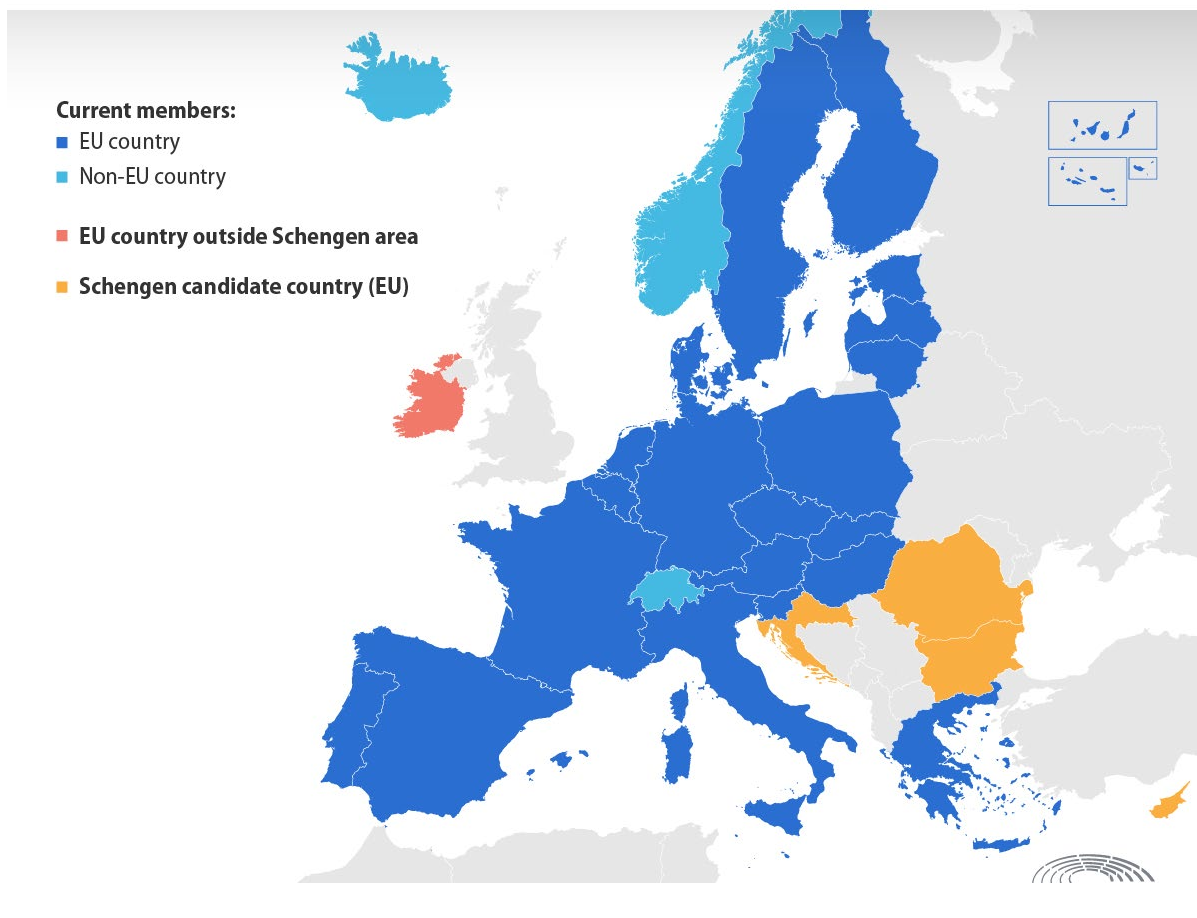 Current members:
EU country
Non-EU country
EU country outside Schengen area
Schengen candidate country (EU)